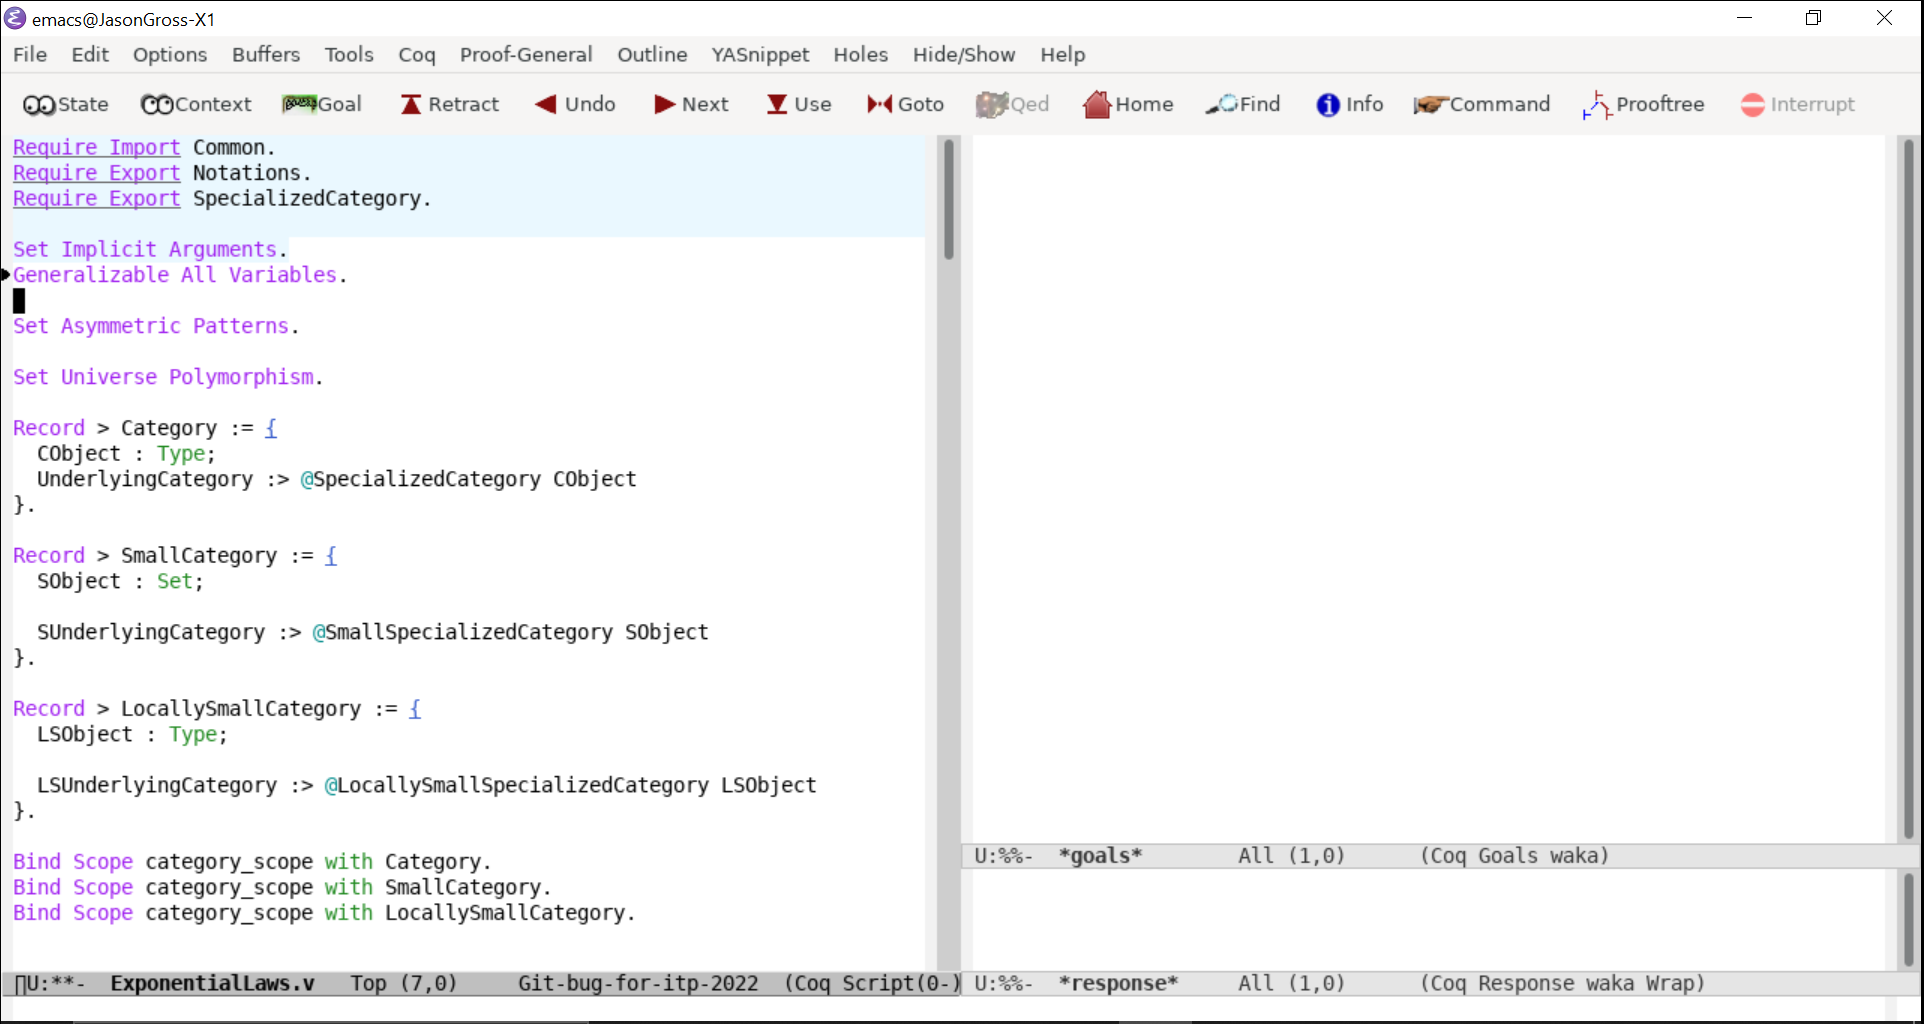 emacs@JasonGross-X1
File Edit Options Buffers Tools Coq Proof-General Outline YASnippet Holes Hide/Show Help
State Context Goal Retract Undo Next Use Goto Qed Home Find Info Command Prooftree Interrupt
Require Import Common.
Require Export Notations.
Require Export SpecializedCategory.
Set Implicit Arguments.
Generalizable All Variables.
Set Asymmetric Patterns.
Set Universe Polymorphism.
Record > Category := {
  CObject : Type;
  UnderlyingCategory :> @SpecializedCategory CObject
}.
Record > SmallCategory := {
  SObject : Set;
  SUnderlyingCategory :> @SmallSpecializedCategory SObject
}.
Record > LocallySmallCategory := {
  LSObject : Type;
  LSUnderlyingCategory :> @LocallySmallSpecializedCategory LSObject
}.
Bind Scope category_scope with Category.
Bind Scope category_scope with SmallCategory.
Bind Scope category_scope with LocallySmallCategory.
U:**-  ExponentialLaws.v   Top (7,0)     Git-bug-for-itp-2022  (Coq Script(0-)
U:%%-  *goals*        All (1,0)      (Coq Goals waka)
U:%%-  *response*     All (1,0)      (Coq Response waka Wrap)